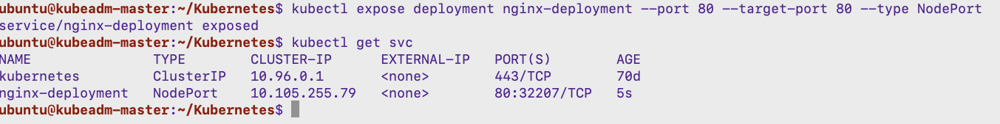 ubuntu@kubeadm-master:~/Kubernetes$ kubectl expose deployment nginx-deployment --port 80 --target-port 80 --type NodePort
service/nginx-deployment exposed
ubuntu@kubeadm-master:~/Kubernetes$ kubectl get svc
NAME TYPE CLUSTER-IP EXTERNAL-IP PORT(S) AGE
kubernetes ClusterIP 10.96.0.1 <none> 443/TCP 70d
nginx-deployment NodePort 10.105.255.79 <none> 80:32207/TCP 5s
ubuntu@kubeadm-master:~/Kubernetes$